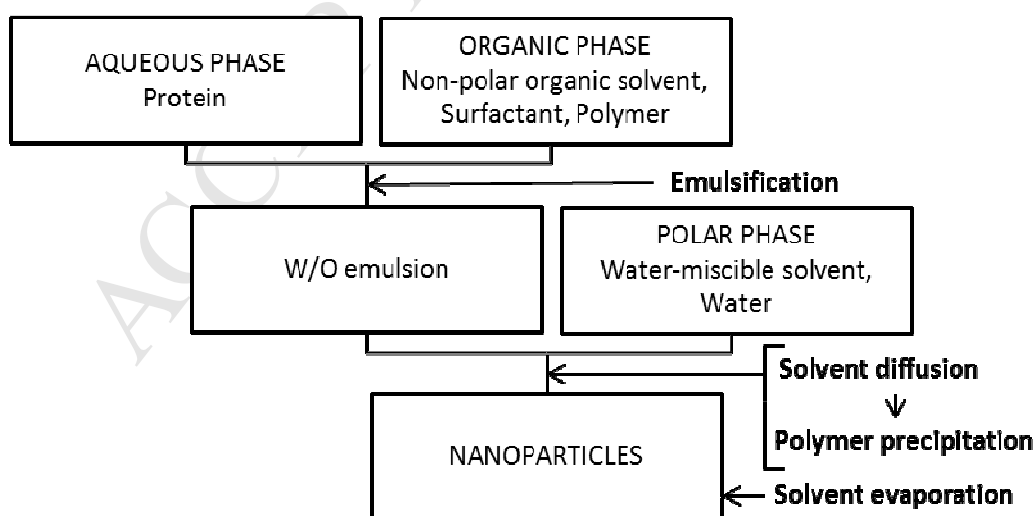 AQUEOUS PHASE
Protein
ORGANIC PHASE
Non-polar organic solvent,
Surfactant, Polymer
Emulsification
W/O emulsion
POLAR PHASE
Water-miscible solvent,
Water
Solvent diffusion
Polymer precipitation
NANOPARTICLES
Solvent evaporation